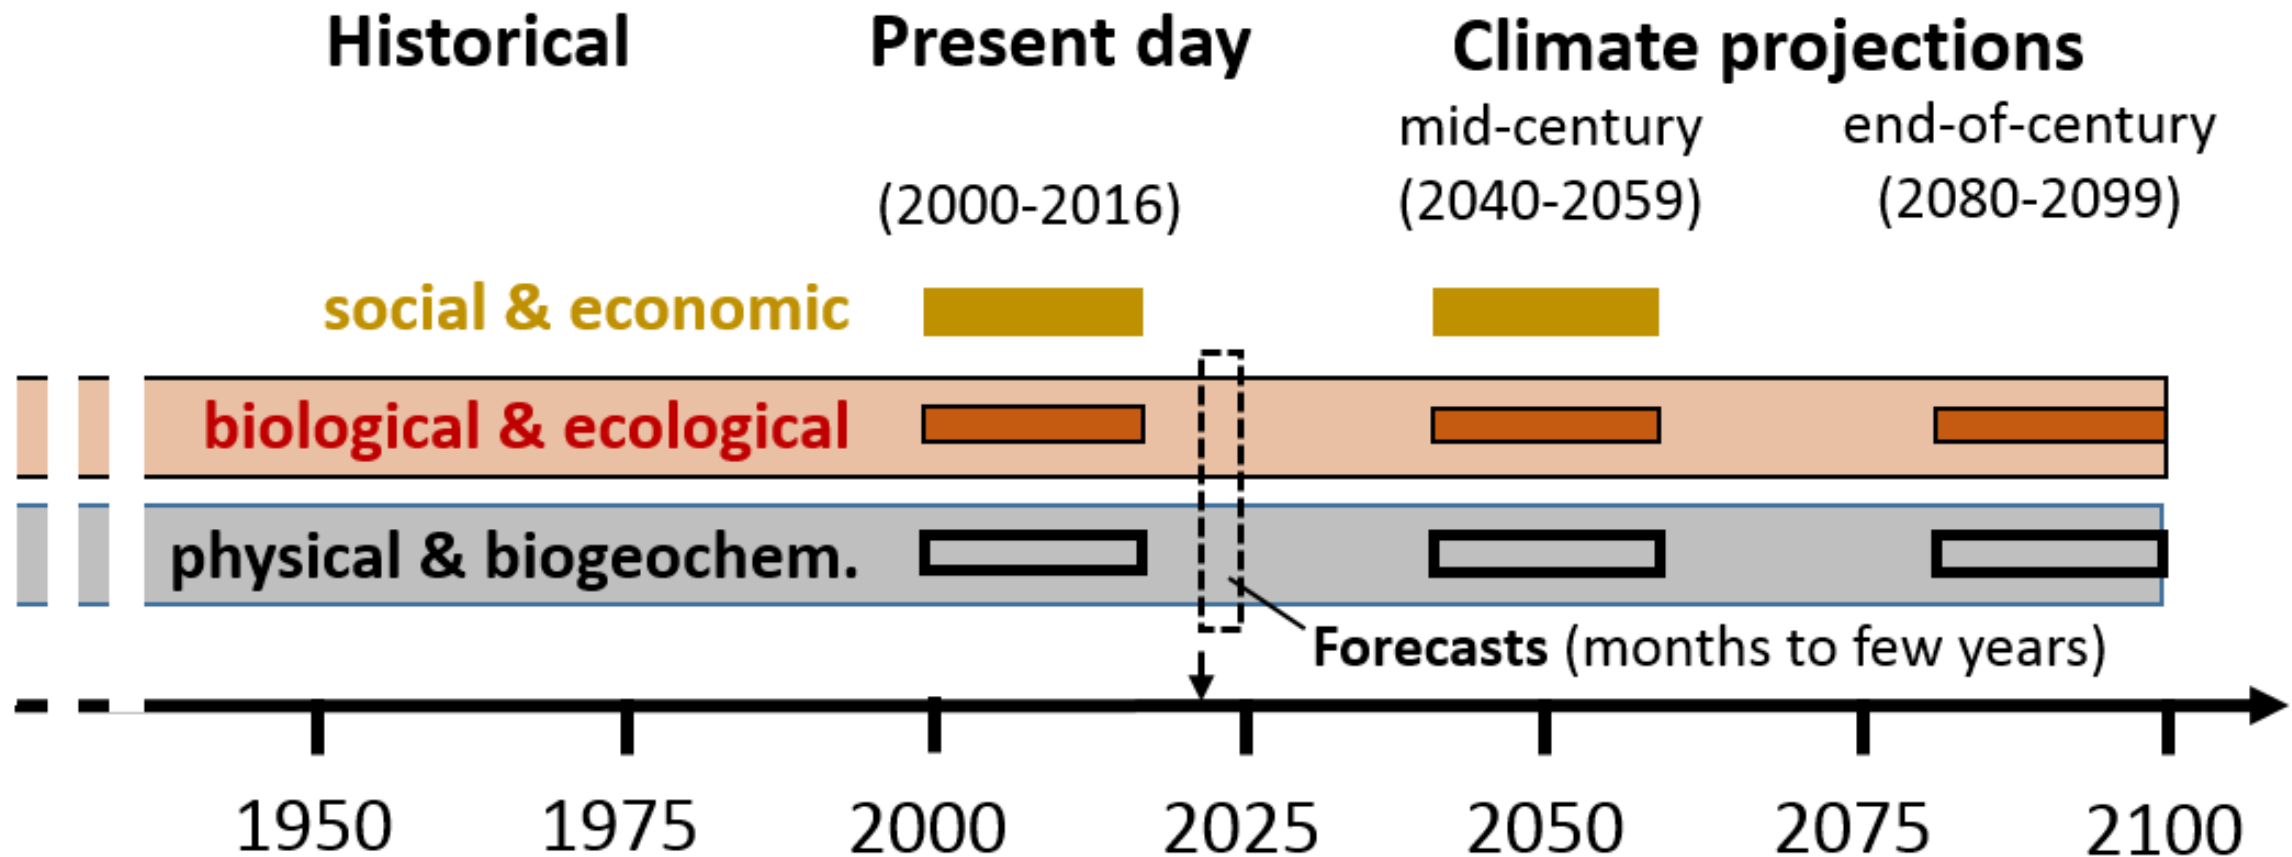 Historical
Present day
Climate projections
mid-century
end-of-century
(2000-2016)
(2040-2059)
(2080-2099)
social & economic
biological & ecological
physical & biogeochem.
Forecasts (months to few years)
1950
1975
2000
2025
2050
2075
2100